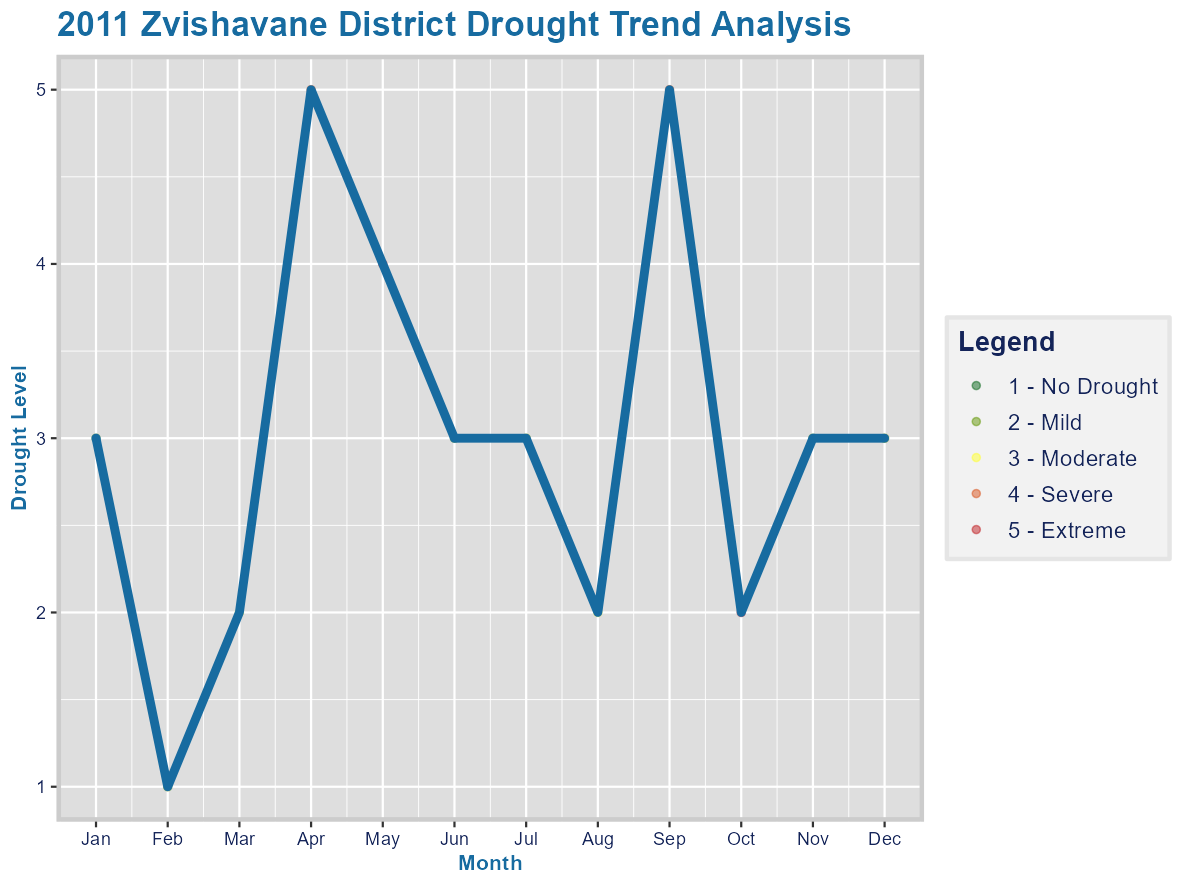 2011 Zvishavane District Drought Trend Analysis
5
4
3
2
1
Drought Level
Jan Feb Mar Apr May Jun Jul Aug Sep Oct Nov Dec
Month
Legend
1 - No Drought
2 - Mild
3 - Moderate
4 - Severe
5 - Extreme